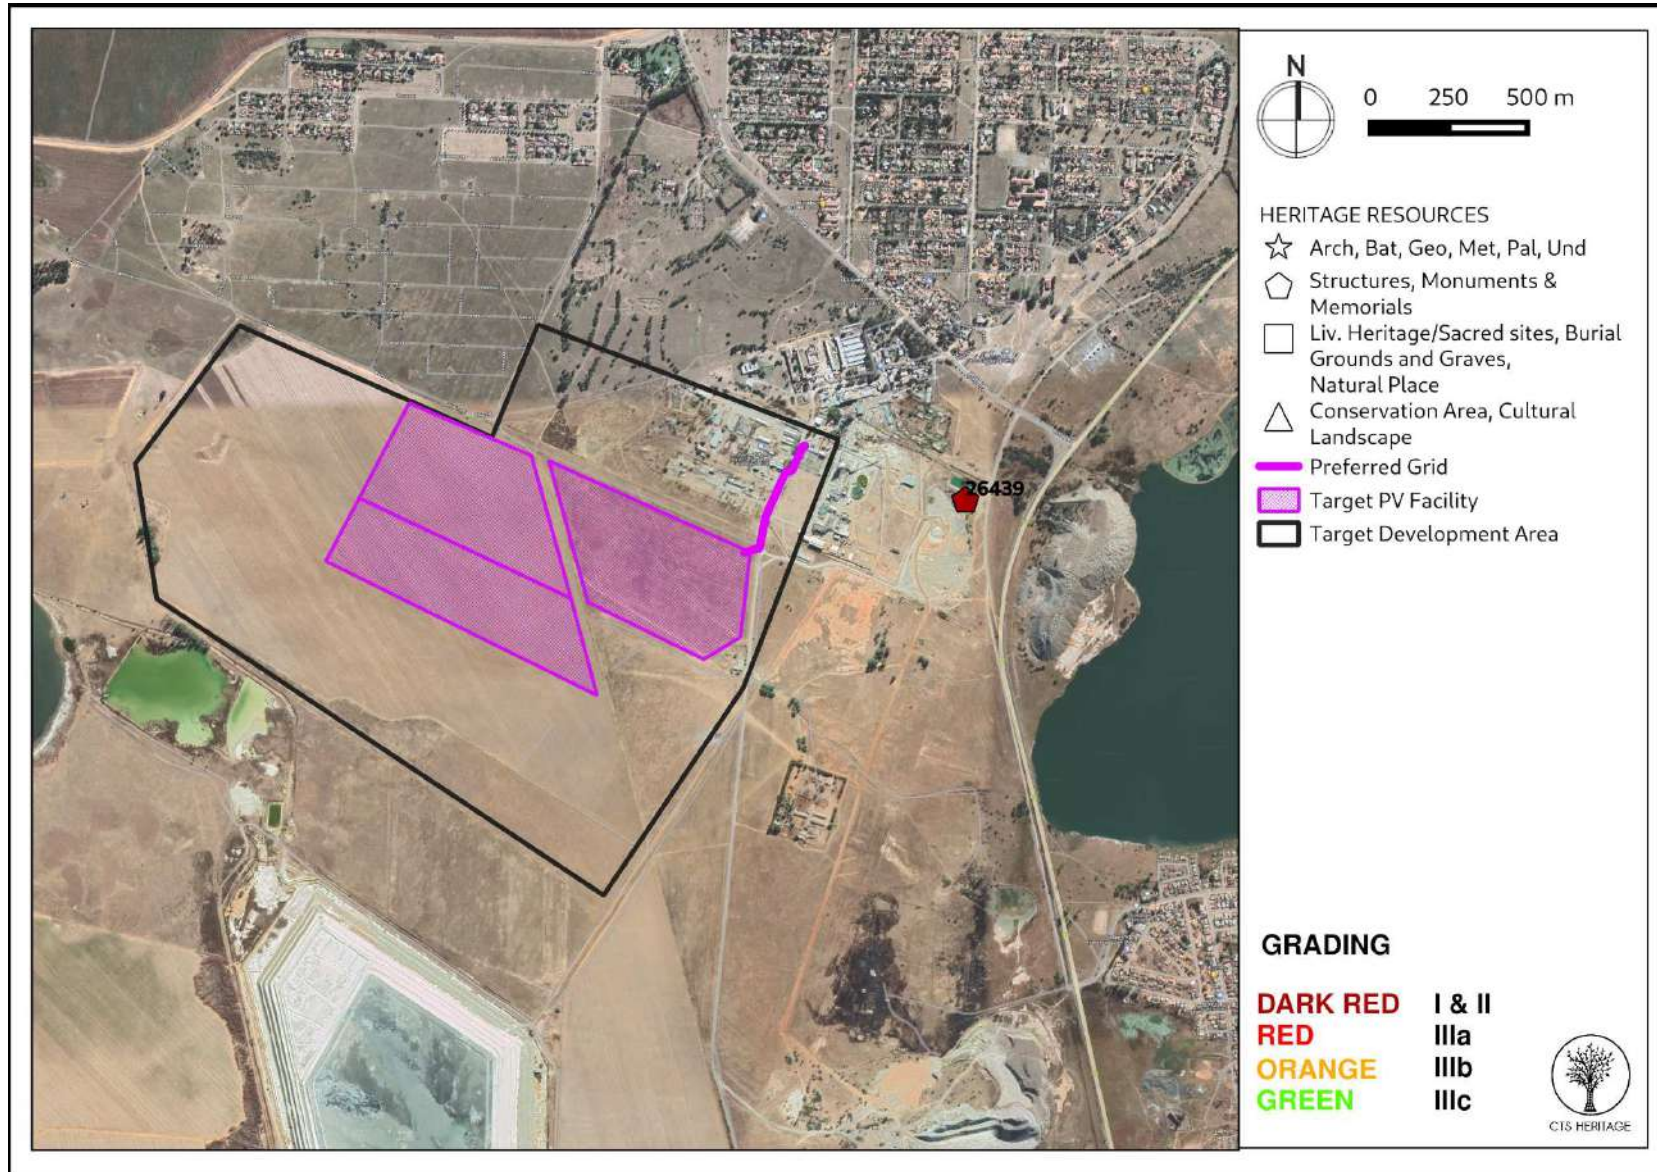 26439
N
0 250 500 m
HERITAGE RESOURCES
Arch, Bat, Geo, Met, Pal, Und
Structures, Monuments &
Memorials
Liv. Heritage/Sacred sites, Burial
Grounds and Graves,
Natural Place
Conservation Area, Cultural
Landscape
Preferred Grid
Target PV Facility
Target Development Area
GRADING
DARK RED I & II
RED IIIa
ORANGE IIIb
GREEN IIIc
CTS HERITAGE